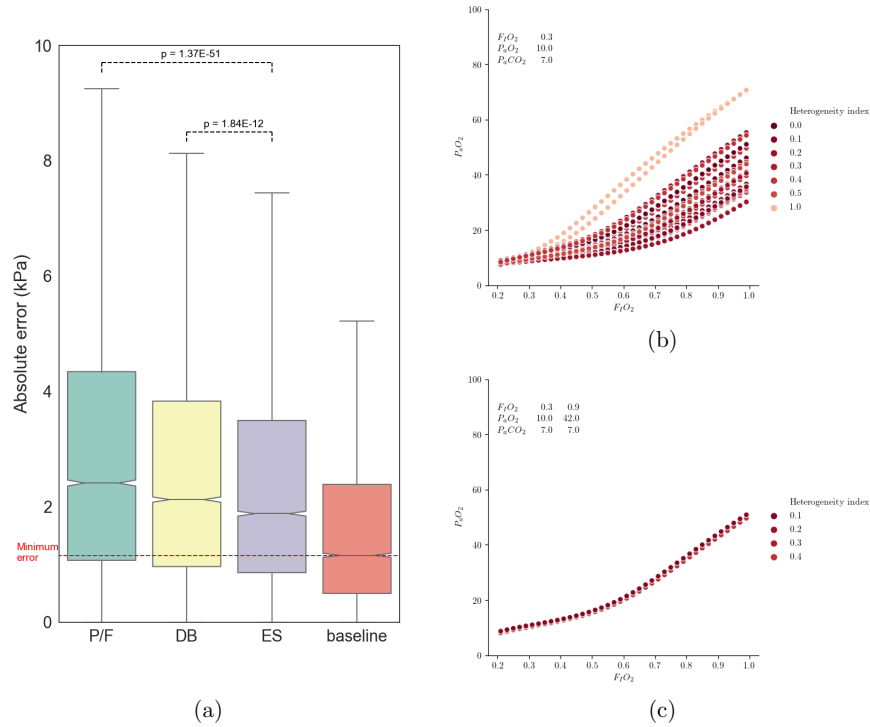 10
8
6
4
2
0
Absolute error (kPa)
p = 1.37E-51
p = 1.84E-12
Minimum
error
P/F DB ES baseline
(a)
100
80
60
40
20
0
P_aO_2
F_IO_2 0.3
P_aO_2 10.0
P_aCO_2 7.0
0.2 0.3 0.4 0.5 0.6 0.7 0.8 0.9 1.0
F_IO_2
Heterogeneity index
0.0
0.1
0.2
0.3
0.4
0.5
1.0
(b)
100
80
60
40
20
0
P_aO_2
F_IO_2 0.3 0.9
P_aO_2 10.0 42.0
P_aCO_2 7.0 7.0
0.2 0.3 0.4 0.5 0.6 0.7 0.8 0.9 1.0
F_IO_2
Heterogeneity index
0.1
0.2
0.3
0.4
(c)